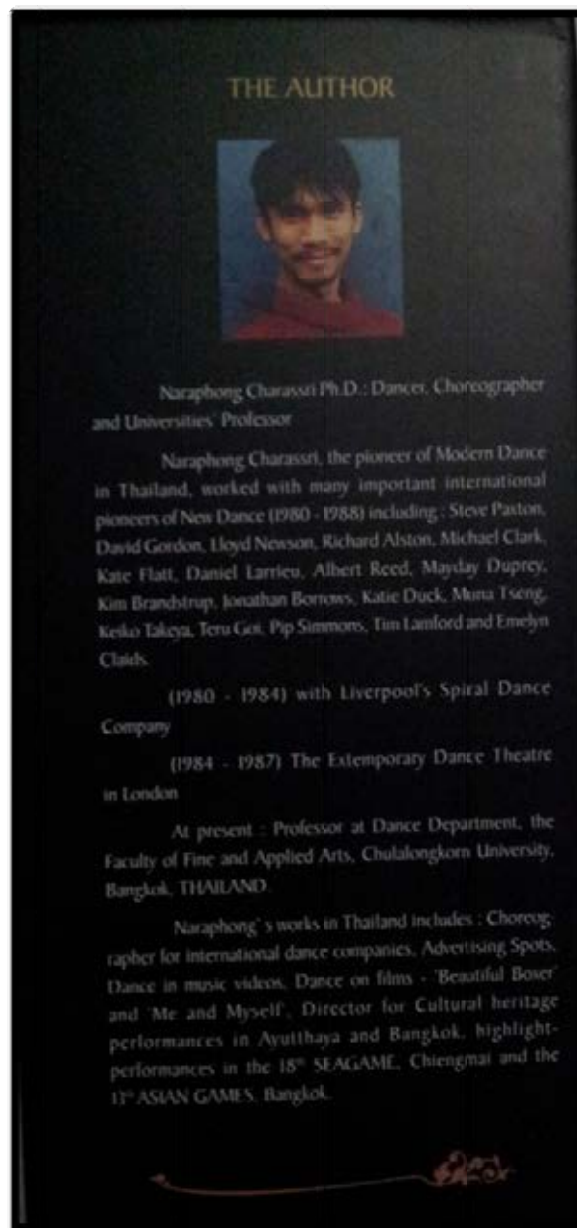 THE AUTHOR
Naraphong Charassri Ph.D.: Dancer, Choreographer
and Universities' Professor
Naraphong Charassri, the pioneer of Modern Dance
in Thailand, worked with many important international
pioneers of New Dance (1980 - 1988) including : Steve Paxton,
David Gordon, Lloyd Newson, Richard Alston, Michael Clark,
Kate Flatt, Daniel Larrieu, Albert Reed, Mayday Duprey,
Kim Brandstrup, Jonathan Borrows, Katie Duck, Muna Tseng,
Keiko Takeya, Teru Goi, Pip Simmons, Tim Lamford and Emelyn
Claids.
(1980 - 1984) with Liverpool's Spiral Dance
Company
(1984 - 1987) The Extemporary Dance Theatre
in London
At present : Professor at Dance Department, the
Faculty of Fine and Applied Arts, Chulalongkorn University,
Bangkok, THAILAND.
Naraphong' s works in Thailand includes : Choreog-
rapher for international dance companies, Advertising Spots,
Dance in music videos, Dance on films - 'Beautiful Boxer'
and 'Me and Myself', Director for Cultural heritage
performances in Ayutthaya and Bangkok, highlight-
performances in the 18th SEAGAME, Chiengmai and the
13th ASIAN GAMES, Bangkok.